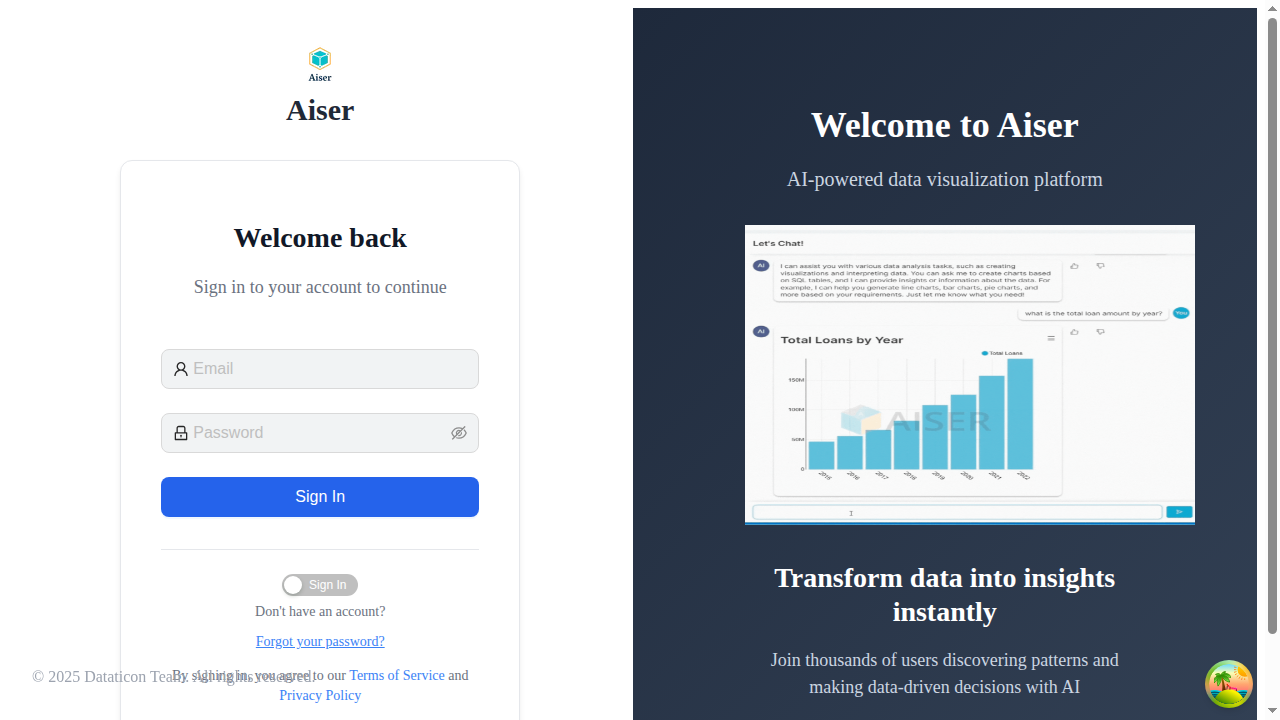 Aiser
Aiser
Welcome back
Sign in to your account to continue
Email
Password
Sign In
Sign In
Don't have an account?
Forgot your password?
By signing in, you agree to our Terms of Service and
Privacy Policy
© 2025 Dataticon Team. All rights reserved.
Welcome to Aiser
AI-powered data visualization platform
Let's Chat!
AI
I can assist you with various data analysis tasks, such as creating
visualizations and interpreting data. You can ask me to create charts based
on SQL tables, and I can provide insights or information about the data. For
example, I can help you generate line charts, bar charts, pie charts, and
more based on your requirements. Just let me know what you need!
what is the total loan amount by year?
You
AI
Total Loans by Year
Total Loans
150M
100M
50M
0
AISER
2015 2016 2017 2018 2019 2020 2021 2022
Transform data into insights
instantly
Join thousands of users discovering patterns and
making data-driven decisions with AI